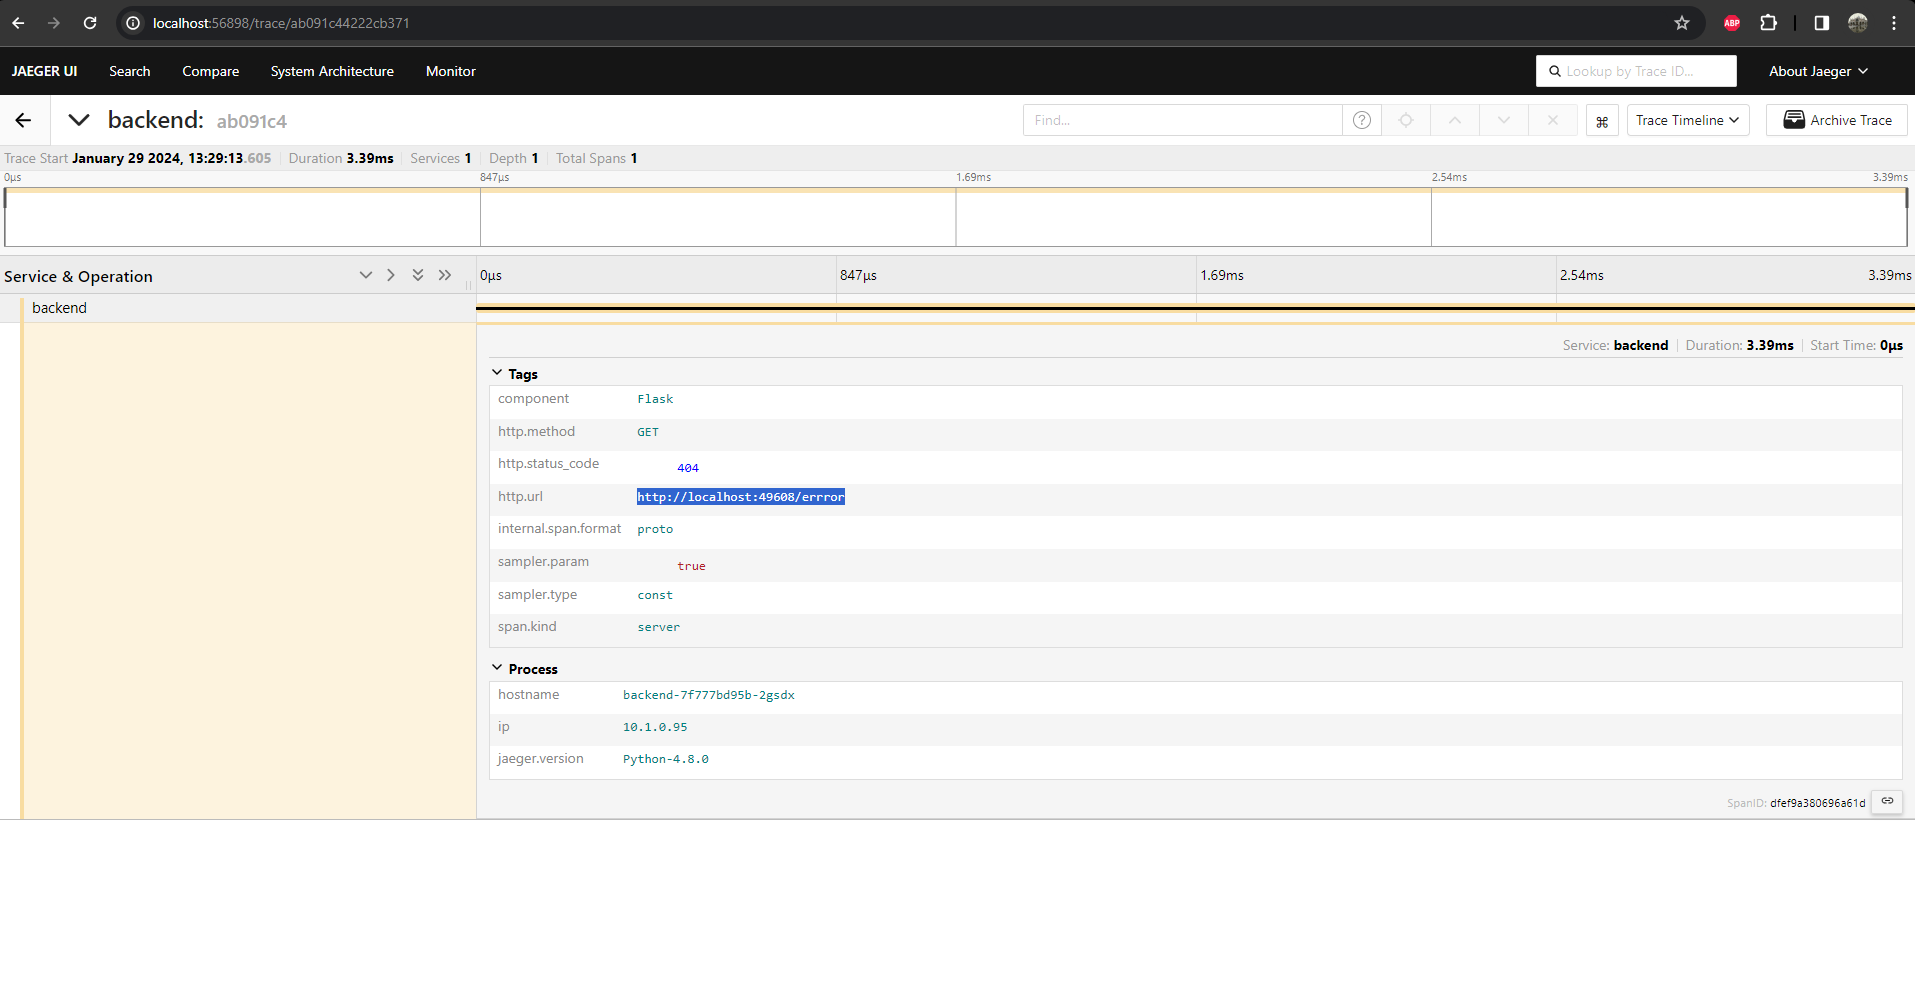 localhost:56898/trace/ab091c44222cb371
ABP
JAEGER UI Search Compare System Architecture Monitor Lookup by Trace ID... About Jaeger
backend: ab091c4 Find... ? ⌘ Trace Timeline Archive Trace
Trace Start January 29 2024, 13:29:13.605 Duration 3.39ms Services 1 Depth 1 Total Spans 1
0μs 847μs 1.69ms 2.54ms 3.39ms
Service & Operation 0μs 847μs 1.69ms 2.54ms 3.39ms
backend
Service: backend Duration: 3.39ms Start Time: 0μs
Tags
component Flask
http.method GET
http.status_code 404
http.url http://localhost:49608/errror
internal.span.format proto
sampler.param true
sampler.type const
span.kind server
Process
hostname backend-7f777bd95b-2gsdx
ip 10.1.0.95
jaeger.version Python-4.8.0
SpanID: dfef9a380696a61d